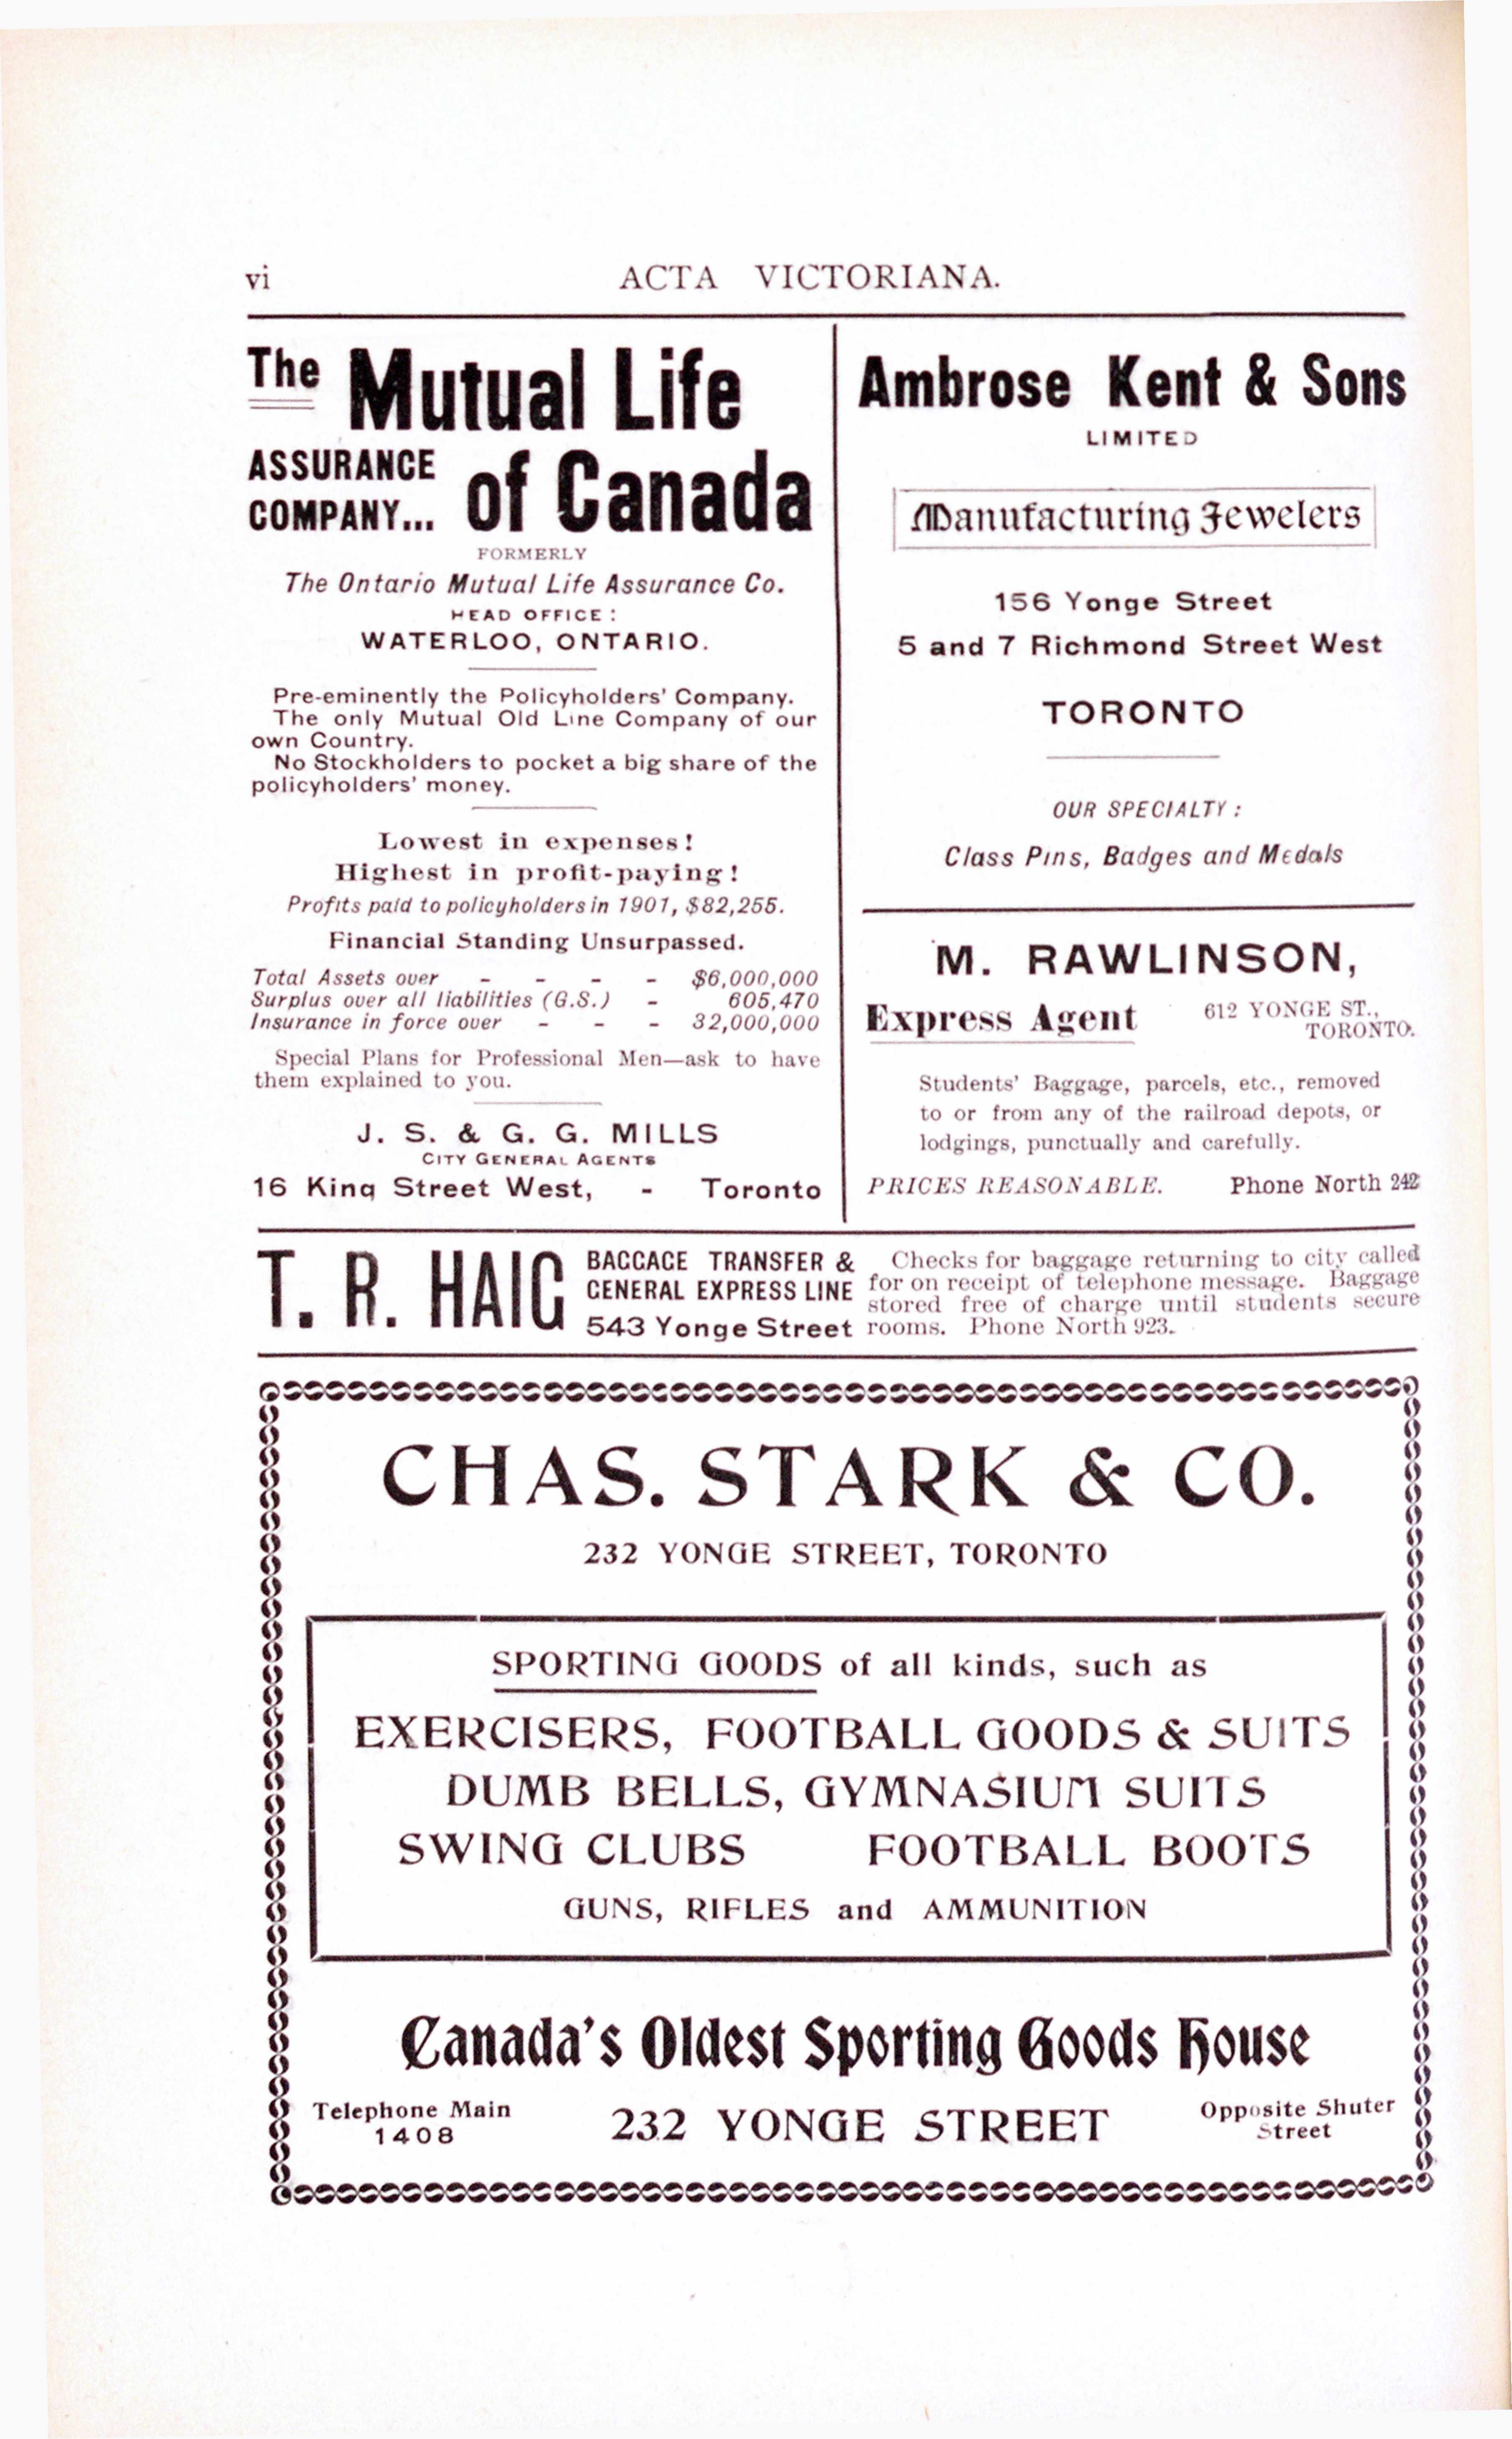 vi
ACTA VICTORIANA.
The Mutual Life
ASSURANCE
COMPANY... of Canada
FORMERLY
The Ontario Mutual Life Assurance Co.
HEAD OFFICE:
WATERLOO, ONTARIO.
Pre-eminently the Policyholders' Company.
The only Mutual Old Line Company of our
own Country.
No Stockholders to pocket a big share of the
policyholders' money.
Lowest in expenses!
Highest in profit-paying!
Profits paid to policyholders in 1901, $82,255.
Financial Standing Unsurpassed.
Total Assets over - - - - $6,000,000
Surplus over all liabilities (G.S.) - 605,470
Insurance in force over - - - 32,000,000
Special Plans for Professional Men—ask to have
them explained to you.
J. S. & G. G. MILLS
CITY GENERAL AGENTS
16 King Street West, - Toronto
Ambrose Kent & Sons
LIMITED
Manufacturing Jewelers
156 Yonge Street
5 and 7 Richmond Street West
TORONTO
OUR SPECIALTY:
Class Pins, Badges and Medals
M. RAWLINSON,
Express Agent 612 YONGE ST.,
TORONTO.
Students' Baggage, parcels, etc., removed
to or from any of the railroad depots, or
lodgings, punctually and carefully.
PRICES REASONABLE. Phone North 242
T. R. HAIG
BAGGAGE TRANSFER &
GENERAL EXPRESS LINE
543 Yonge Street
Checks for baggage returning to city called
for on receipt of telephone message. Baggage
stored free of charge until students secure
rooms. Phone North 923.
CHAS. STARK & CO.
232 YONGE STREET, TORONTO
SPORTING GOODS of all kinds, such as
EXERCISERS, FOOTBALL GOODS & SUITS
DUMB BELLS, GYMNASIUM SUITS
SWING CLUBS FOOTBALL BOOTS
GUNS, RIFLES and AMMUNITION
Canada's Oldest Sporting Goods House
Telephone Main
1408
232 YONGE STREET
Opposite Shuter
Street